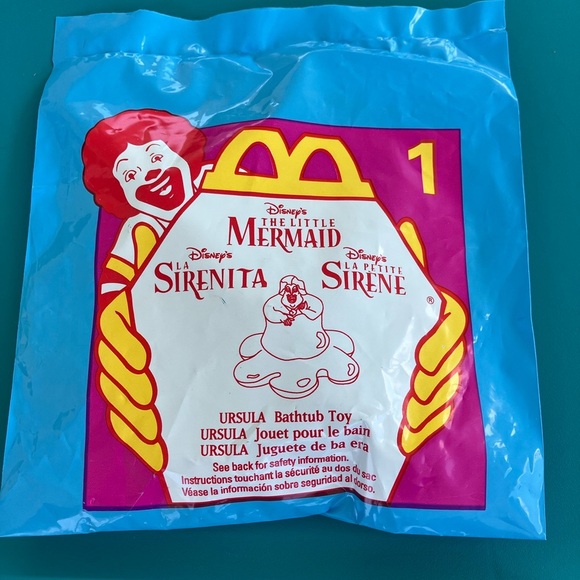 1
Disney's
THE LITTLE
MERMAID
Disney's
LA
SIRENITA
Disney's
LA PETITE
SIRÈNE
®
URSULA Bathtub Toy
URSULA Jouet pour le bain
URSULA Juguete de ba era
See back for safety information.
Instructions touchant la sécurité au dos du sac
Véase la información sobre seguridad al dorso.